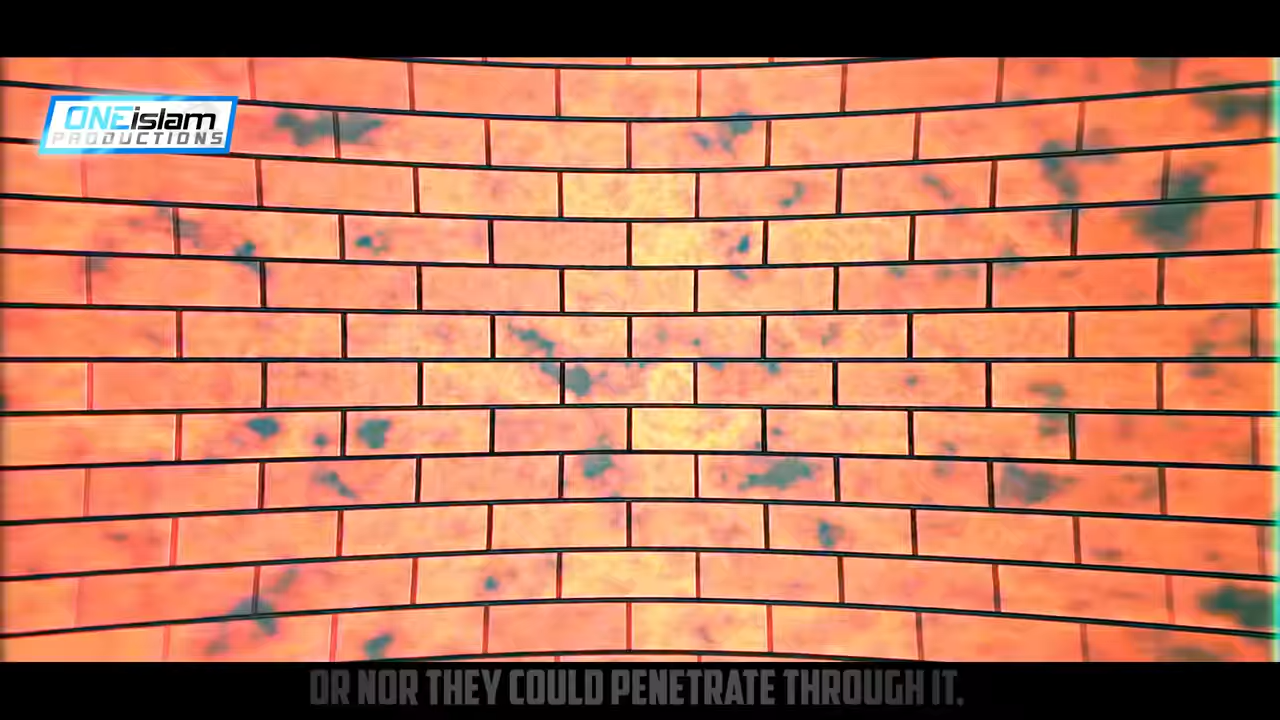 ONEislam
PRODUCTIONS
OR NOR THEY COULD PENETRATE THROUGH IT.